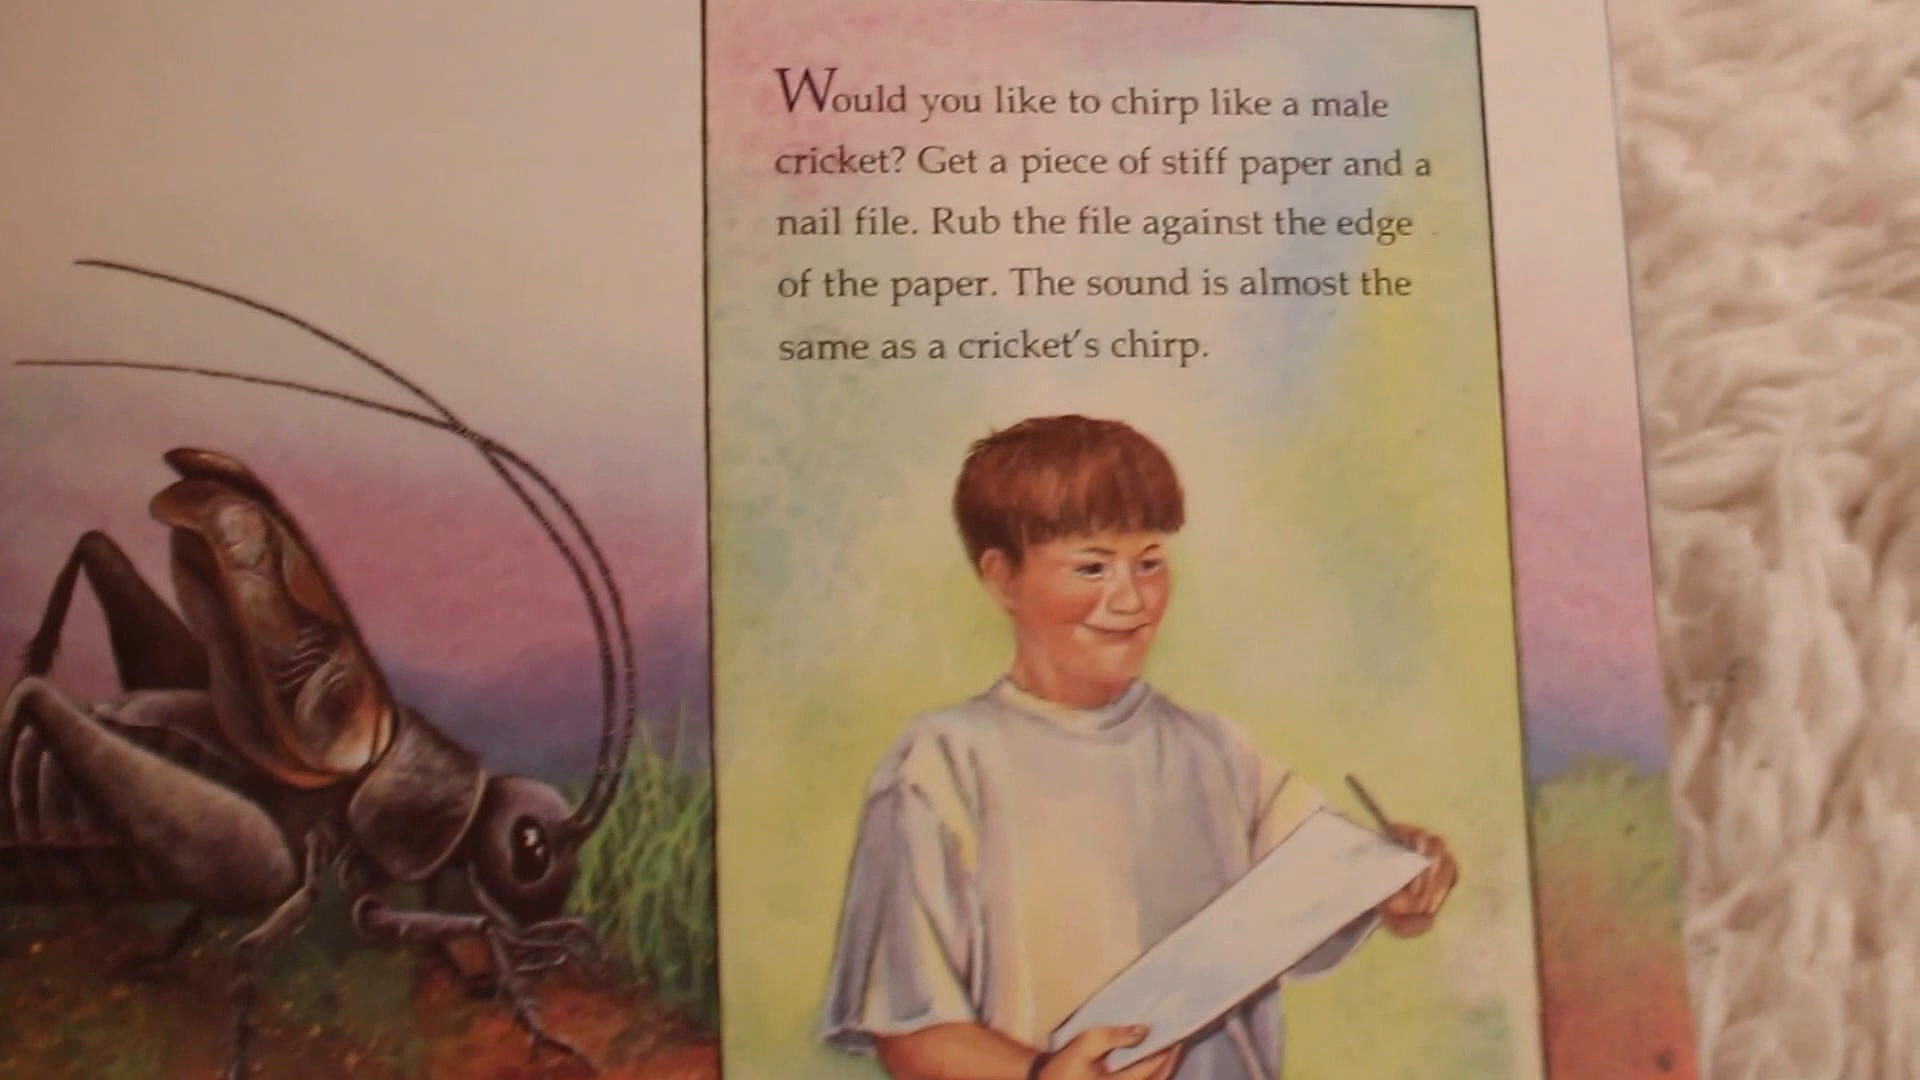 Would you like to chirp like a male
cricket? Get a piece of stiff paper and a
nail file. Rub the file against the edge
of the paper. The sound is almost the
same as a cricket's chirp.